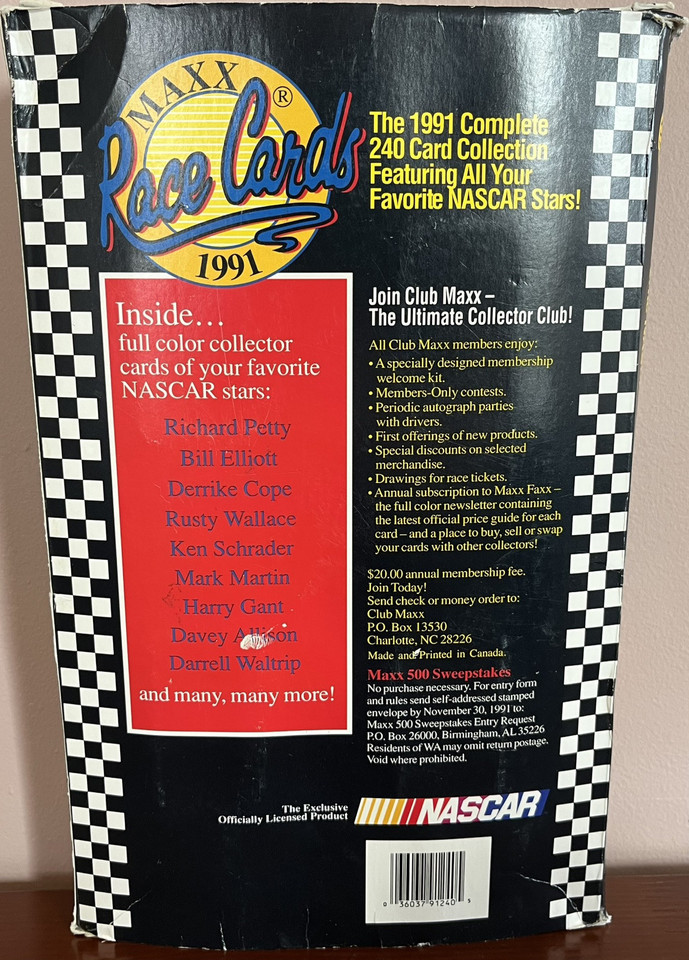 MAXX ®
Race Cards
1991
The 1991 Complete
240 Card Collection
Featuring All Your
Favorite NASCAR Stars!
Inside…
full color collector
cards of your favorite
NASCAR stars:
Richard Petty
Bill Elliott
Derrike Cope
Rusty Wallace
Ken Schrader
Mark Martin
Harry Gant
Davey Allison
Darrell Waltrip
and many, many more!
Join Club Maxx –
The Ultimate Collector Club!
All Club Maxx members enjoy:
• A specially designed membership
welcome kit.
• Members-Only contests.
• Periodic autograph parties
with drivers.
• First offerings of new products.
• Special discounts on selected
merchandise.
• Drawings for race tickets.
• Annual subscription to Maxx Faxx –
the full color newsletter containing
the latest official price guide for each
card – and a place to buy, sell or swap
your cards with other collectors!
$20.00 annual membership fee.
Join Today!
Send check or money order to:
Club Maxx
P.O. Box 13530
Charlotte, NC 28226
Made and Printed in Canada.
Maxx 500 Sweepstakes
No purchase necessary. For entry form
and rules send self-addressed stamped
envelope by November 30, 1991 to:
Maxx 500 Sweepstakes Entry Request
P.O. Box 26000, Birmingham, AL 35226
Residents of WA may omit return postage.
Void where prohibited.
The Exclusive
Officially Licensed Product
NASCAR
0 36037 91240 5